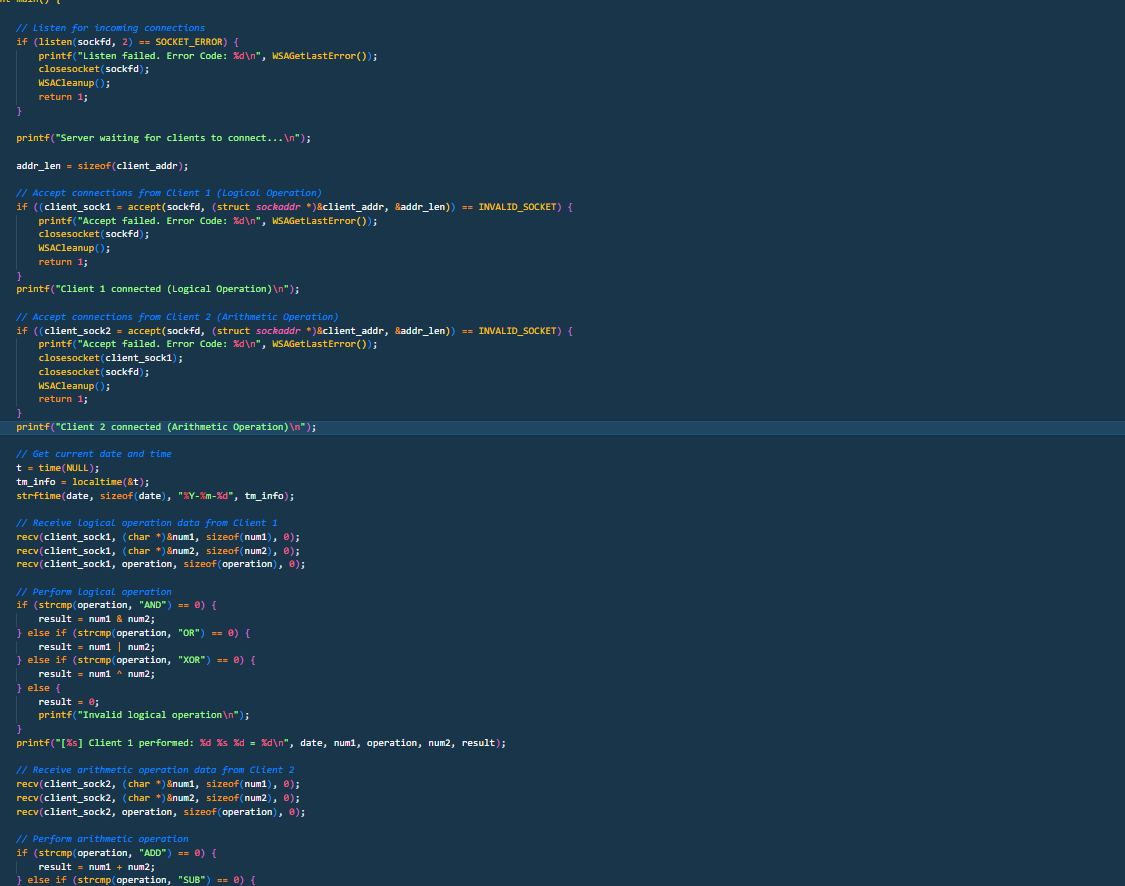 // Listen for incoming connections
if (listen(sockfd, 2) == SOCKET_ERROR) {
printf("Listen failed. Error Code: %d\n", WSAGetLastError());
closesocket(sockfd);
WSACleanup();
return 1;
}
printf("Server waiting for clients to connect...\n");
addr_len = sizeof(client_addr);
// Accept connections from Client 1 (Logical Operation)
if ((client_sock1 = accept(sockfd, (struct sockaddr *)&client_addr, &addr_len)) == INVALID_SOCKET) {
printf("Accept failed. Error Code: %d\n", WSAGetLastError());
closesocket(sockfd);
WSACleanup();
return 1;
}
printf("Client 1 connected (Logical Operation)\n");
// Accept connections from Client 2 (Arithmetic Operation)
if ((client_sock2 = accept(sockfd, (struct sockaddr *)&client_addr, &addr_len)) == INVALID_SOCKET) {
printf("Accept failed. Error Code: %d\n", WSAGetLastError());
closesocket(client_sock1);
closesocket(sockfd);
WSACleanup();
return 1;
}
printf("Client 2 connected (Arithmetic Operation)\n");
// Get current date and time
t = time(NULL);
tm_info = localtime(&t);
strftime(date, sizeof(date), "%Y-%m-%d", tm_info);
// Receive logical operation data from Client 1
recv(client_sock1, (char *)&num1, sizeof(num1), 0);
recv(client_sock1, (char *)&num2, sizeof(num2), 0);
recv(client_sock1, operation, sizeof(operation), 0);
// Perform logical operation
if (strcmp(operation, "AND") == 0) {
result = num1 & num2;
} else if (strcmp(operation, "OR") == 0) {
result = num1 | num2;
} else if (strcmp(operation, "XOR") == 0) {
result = num1 ^ num2;
} else {
result = 0;
printf("Invalid logical operation\n");
}
printf("[%s] Client 1 performed: %d %s %d = %d\n", date, num1, operation, num2, result);
// Receive arithmetic operation data from Client 2
recv(client_sock2, (char *)&num1, sizeof(num1), 0);
recv(client_sock2, (char *)&num2, sizeof(num2), 0);
recv(client_sock2, operation, sizeof(operation), 0);
// Perform arithmetic operation
if (strcmp(operation, "ADD") == 0) {
result = num1 + num2;
} else if (strcmp(operation, "SUB") == 0) {